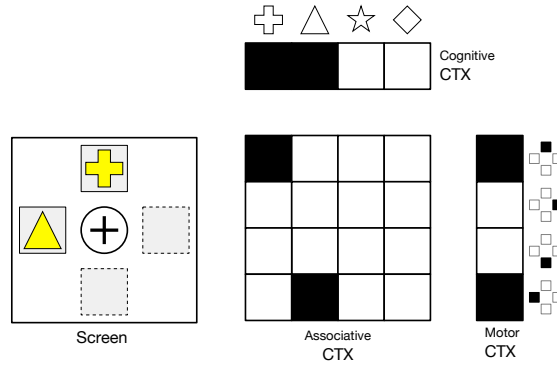 Cognitive
CTX
Screen
Associative
CTX
Motor
CTX